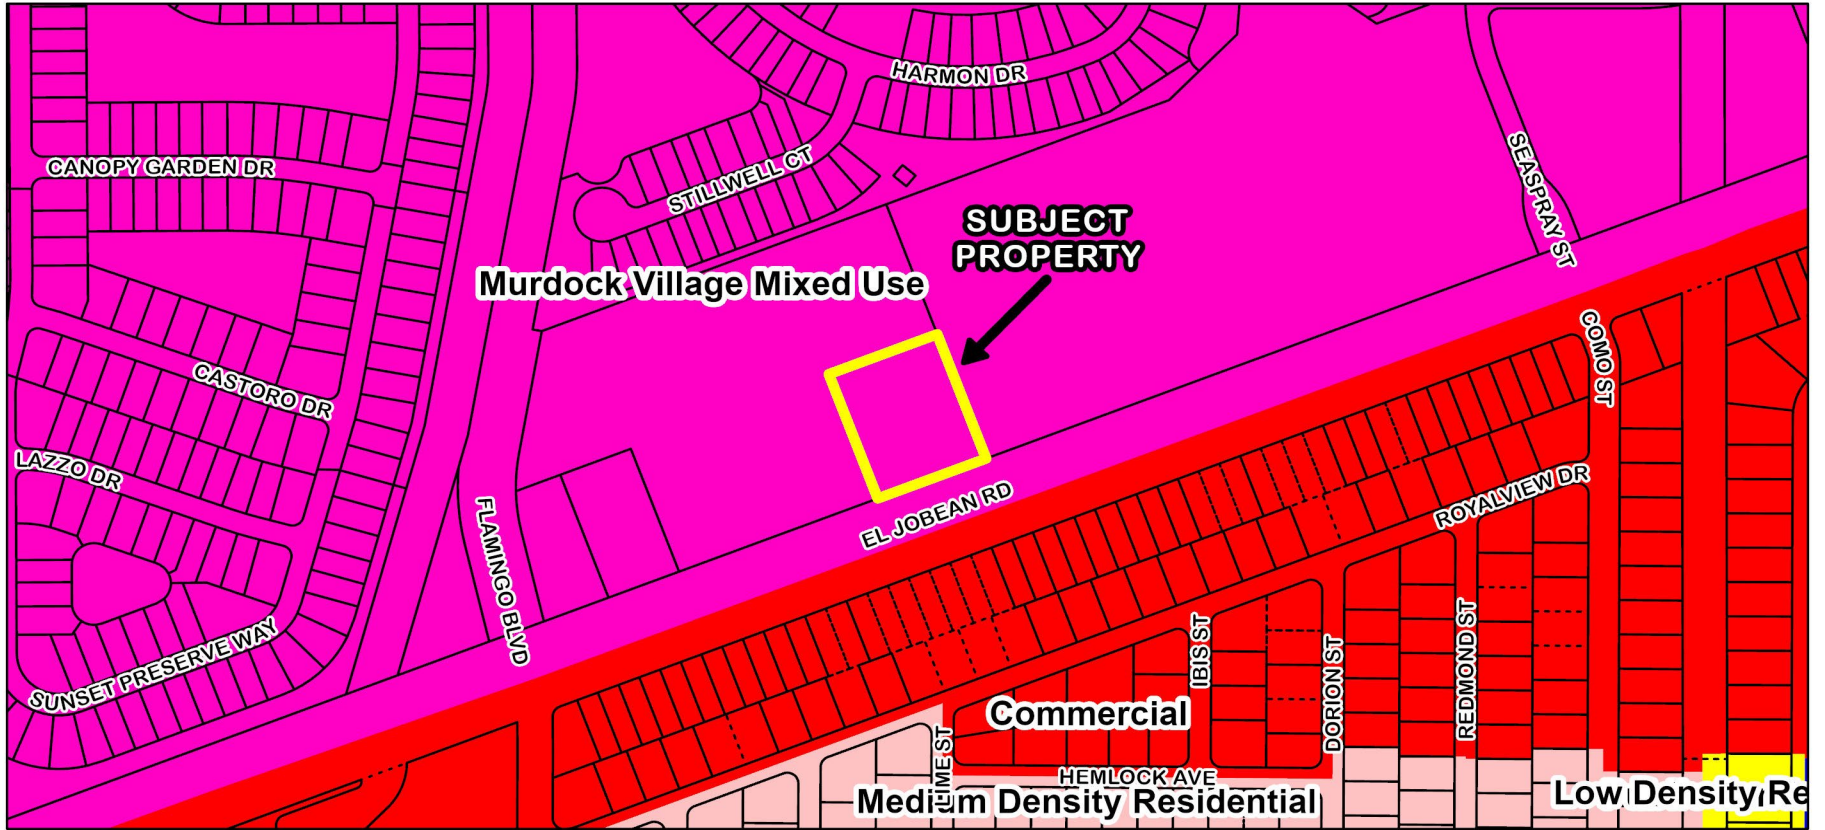 HARMON DR
CANOPY GARDEN DR
STILLWELL CT
SEASPRAY ST
SUBJECT
PROPERTY
Murdock Village Mixed Use
COMO ST
CASTORO DR
LAZZO DR
FLAMINGO BLVD
EL JOBEAN RD
ROYALVIEW DR
SUNSET PRESERVE WAY
IBIS ST
DORION ST
REDMOND ST
Commercial
HEMLOCK AVE
Medium Density Residential
Low Density Re